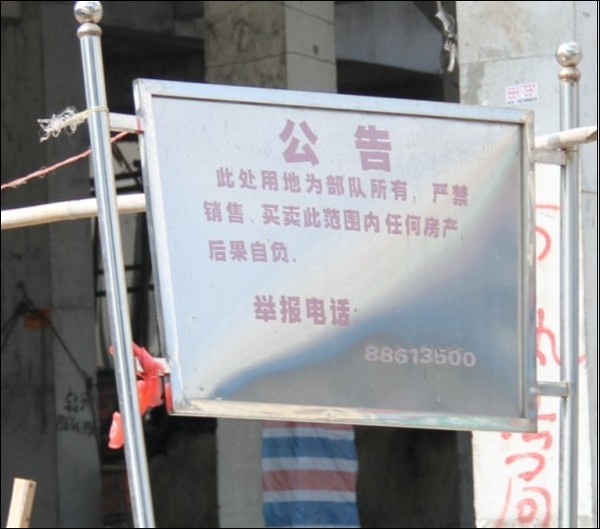 公告
此处用地为部队所有，严禁
销售、买卖此范围内任何房产，
后果自负.
举报电话:
88613500